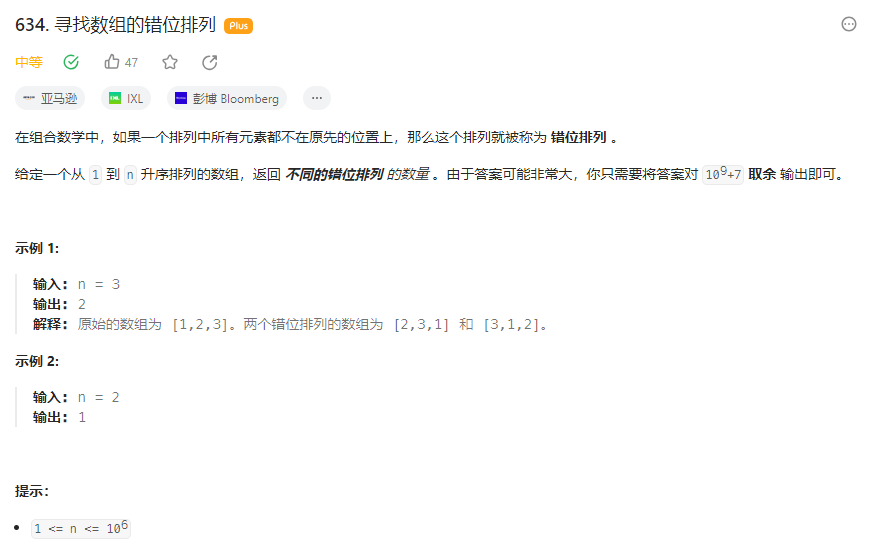 634. 寻找数组的错位排列 Plus
中等 47
亚马逊 IXL 彭博 Bloomberg ...
在组合数学中，如果一个排列中所有元素都不在原先的位置上，那么这个排列就被称为 错位排列 。
给定一个从 1 到 n 升序排列的数组，返回 不同的错位排列 的数量 。由于答案可能非常大，你只需要将答案对 10⁹+7 取余 输出即可。
示例 1:
输入: n = 3
输出: 2
解释: 原始的数组为 [1,2,3]。两个错位排列的数组为 [2,3,1] 和 [3,1,2]。
示例 2:
输入: n = 2
输出: 1
提示:
• 1 <= n <= 10⁶